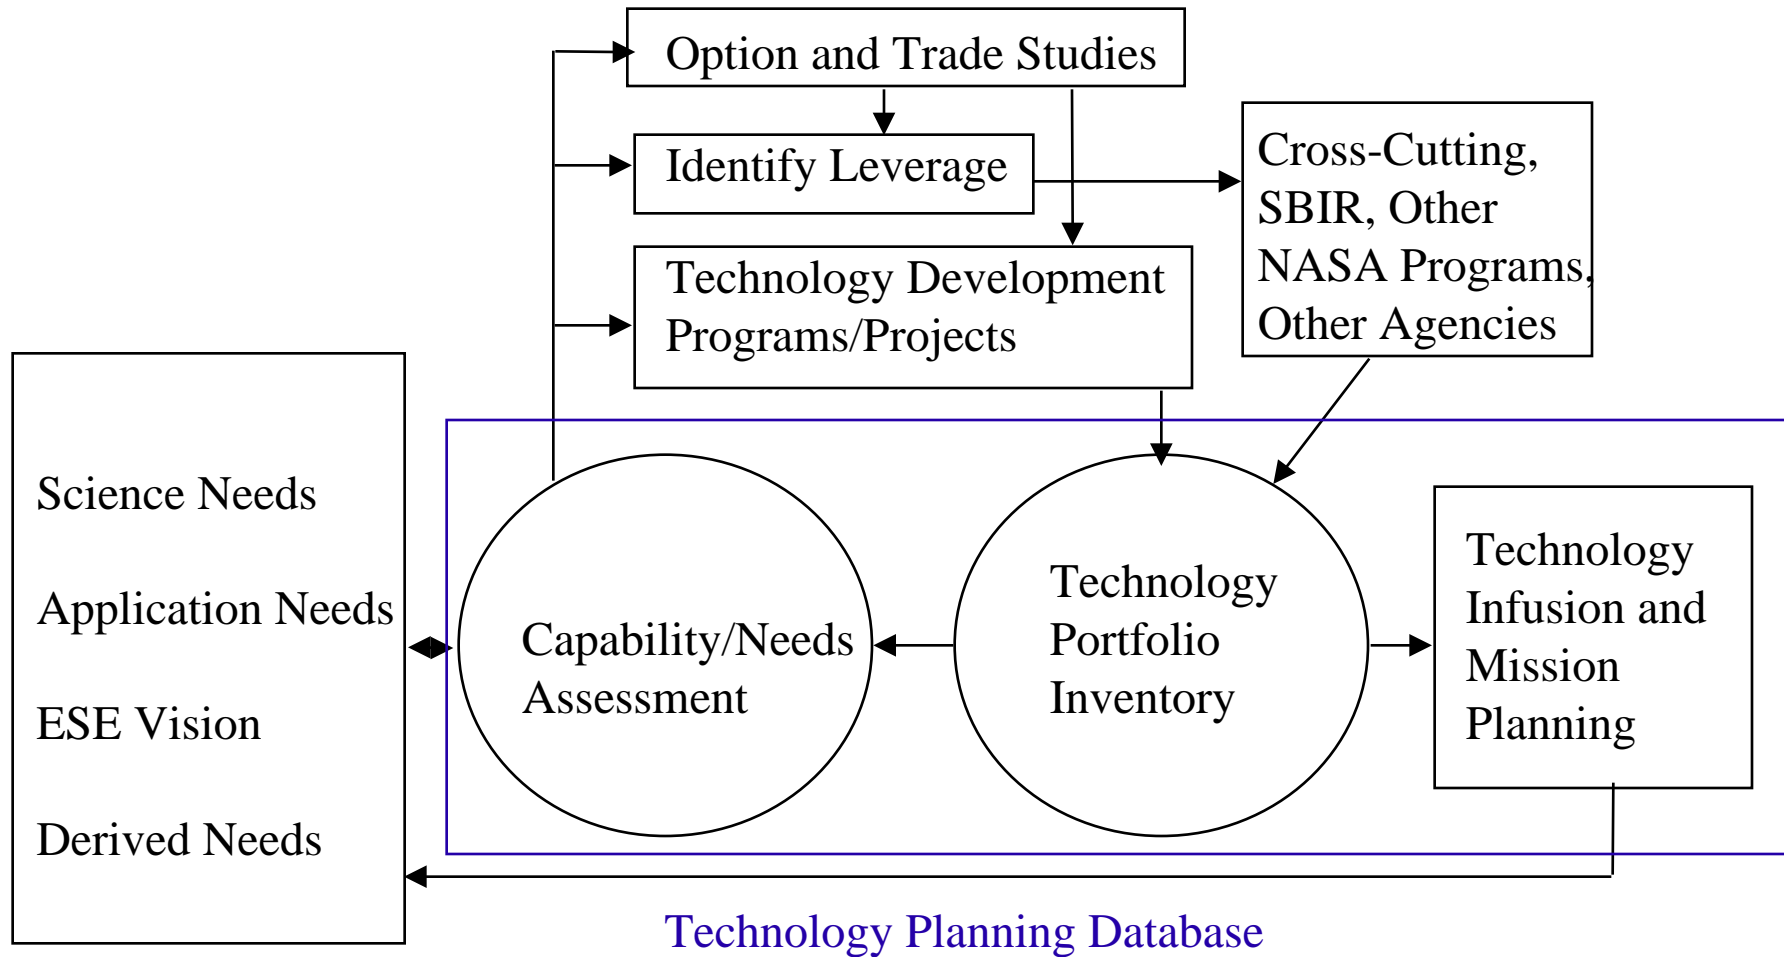 Option and Trade Studies
Identify Leverage
Cross-Cutting,
SBIR, Other
NASA Programs,
Other Agencies
Technology Development
Programs/Projects
Science Needs
Application Needs
ESE Vision
Derived Needs
Capability/Needs
Assessment
Technology
Portfolio
Inventory
Technology
Infusion and
Mission
Planning
Technology Planning Database